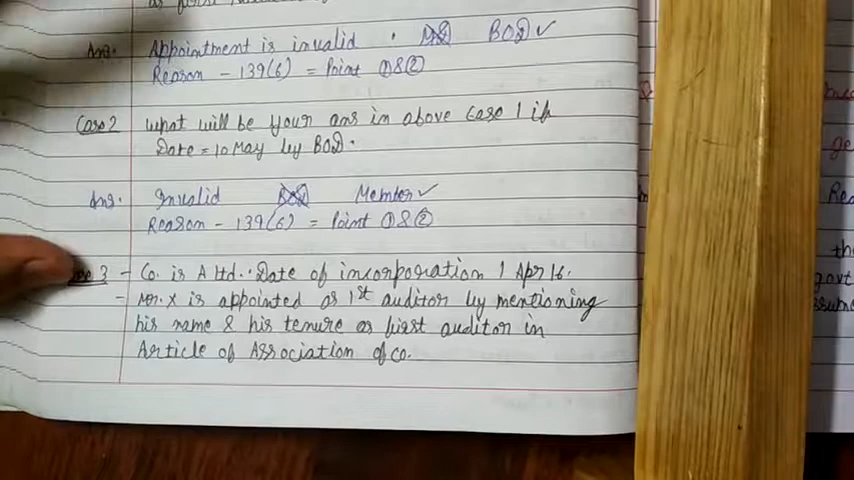 Ans. Appointment is invalid . BOD ✓
Reason - 139(6) = Point ①&②
Case 2 what will be your ans in above Case 1 if
Date = 10 May by BOD.
Ans. Invalid BOD Member ✓
Reason - 139(6) = Point ①&②
3 - Co. is A ltd.. Date of incorporation 1 Apr 16.
- Mr. X is appointed as 1st auditor by mentioning
his name & his tenure as first auditor in
Article of Association of co.